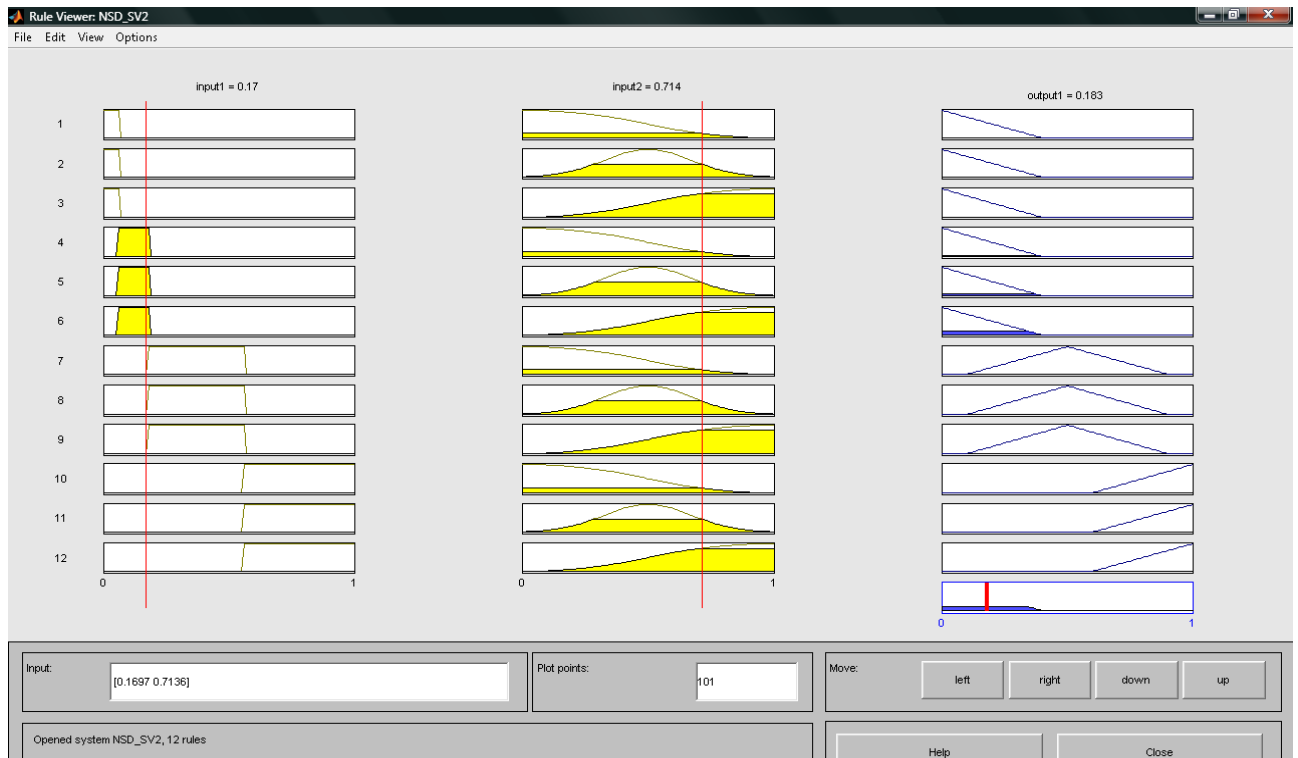 Rule Viewer: NSD_SV2
File Edit View Options
input1 = 0.17
input2 = 0.714
output1 = 0.183
1
2
3
4
5
6
7
8
9
10
11
12
0 1
0 1
0 1
Input:
[0.1697 0.7136]
Plot points:
101
Move:
left right down up
Opened system NSD_SV2, 12 rules
Help Close